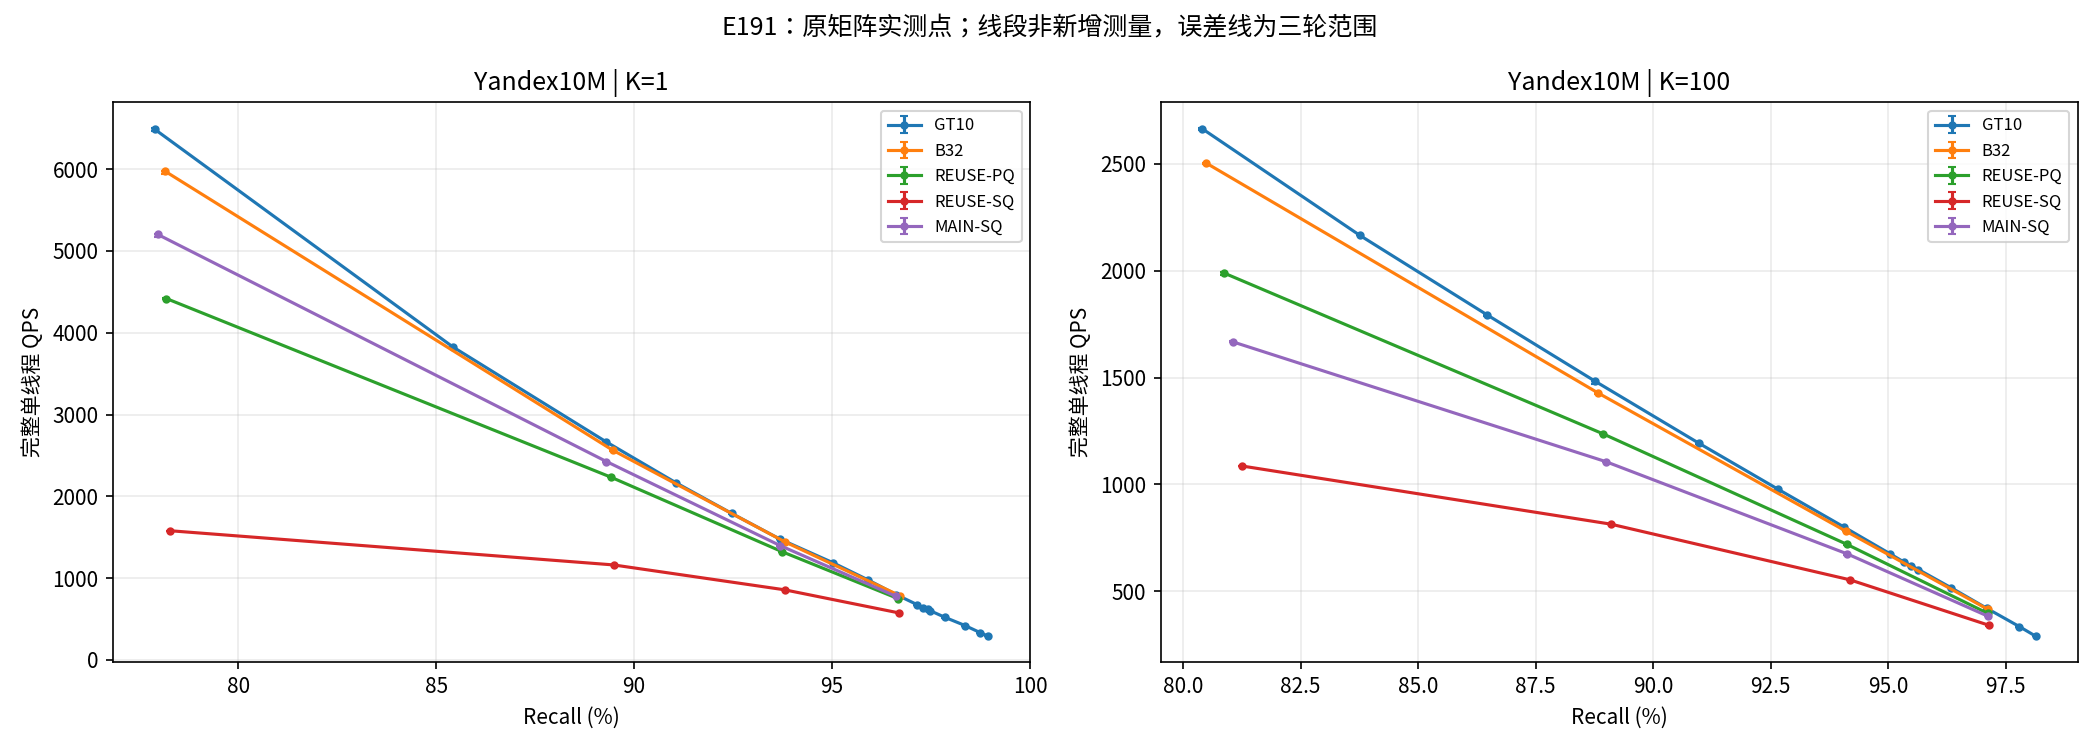 E191：原矩阵实测点；线段非新增测量，误差线为三轮范围
Yandex10M | K=1
完整单线程 QPS
6000
5000
4000
3000
2000
1000
0
80
85
90
95
100
Recall (%)
GT10
B32
REUSE-PQ
REUSE-SQ
MAIN-SQ
Yandex10M | K=100
完整单线程 QPS
2500
2000
1500
1000
500
80.0
82.5
85.0
87.5
90.0
92.5
95.0
97.5
Recall (%)
GT10
B32
REUSE-PQ
REUSE-SQ
MAIN-SQ